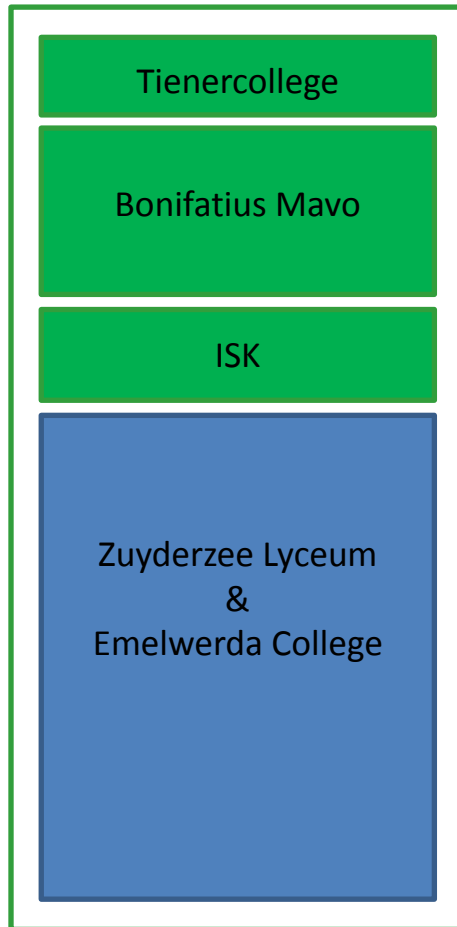 Tienercollege
Bonifatius Mavo
ISK
Zuyderzee Lyceum
&
Emelwerda College